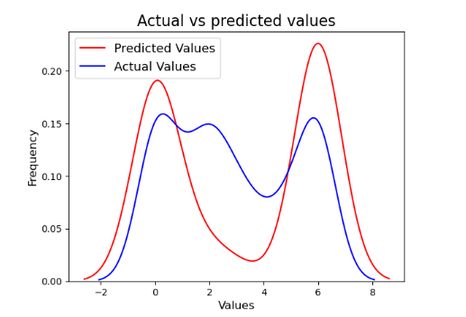 Actual vs predicted values
Predicted Values
Actual Values
Frequency
0.20
0.15
0.10
0.05
0.00
−2
0
2
4
6
8
Values